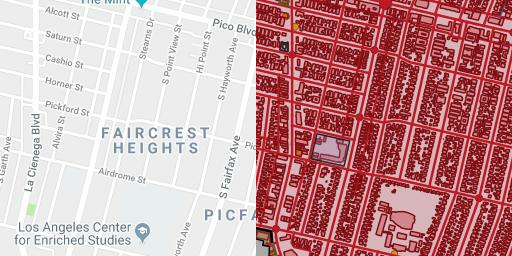 The Mint
Alcott St
Pico Blvd
Saturn St
Stearns Dr
S Point View St
Hi Point St
Cashio St
S Hayworth Ave
Horner St
Pickford St
La Cienega Blvd
Alvira St
S Garth Ave
FAIRCREST
HEIGHTS
S Fairfax Ave
Airdrome St
PICFA
Los Angeles Center
for Enriched Studies
worth Ave